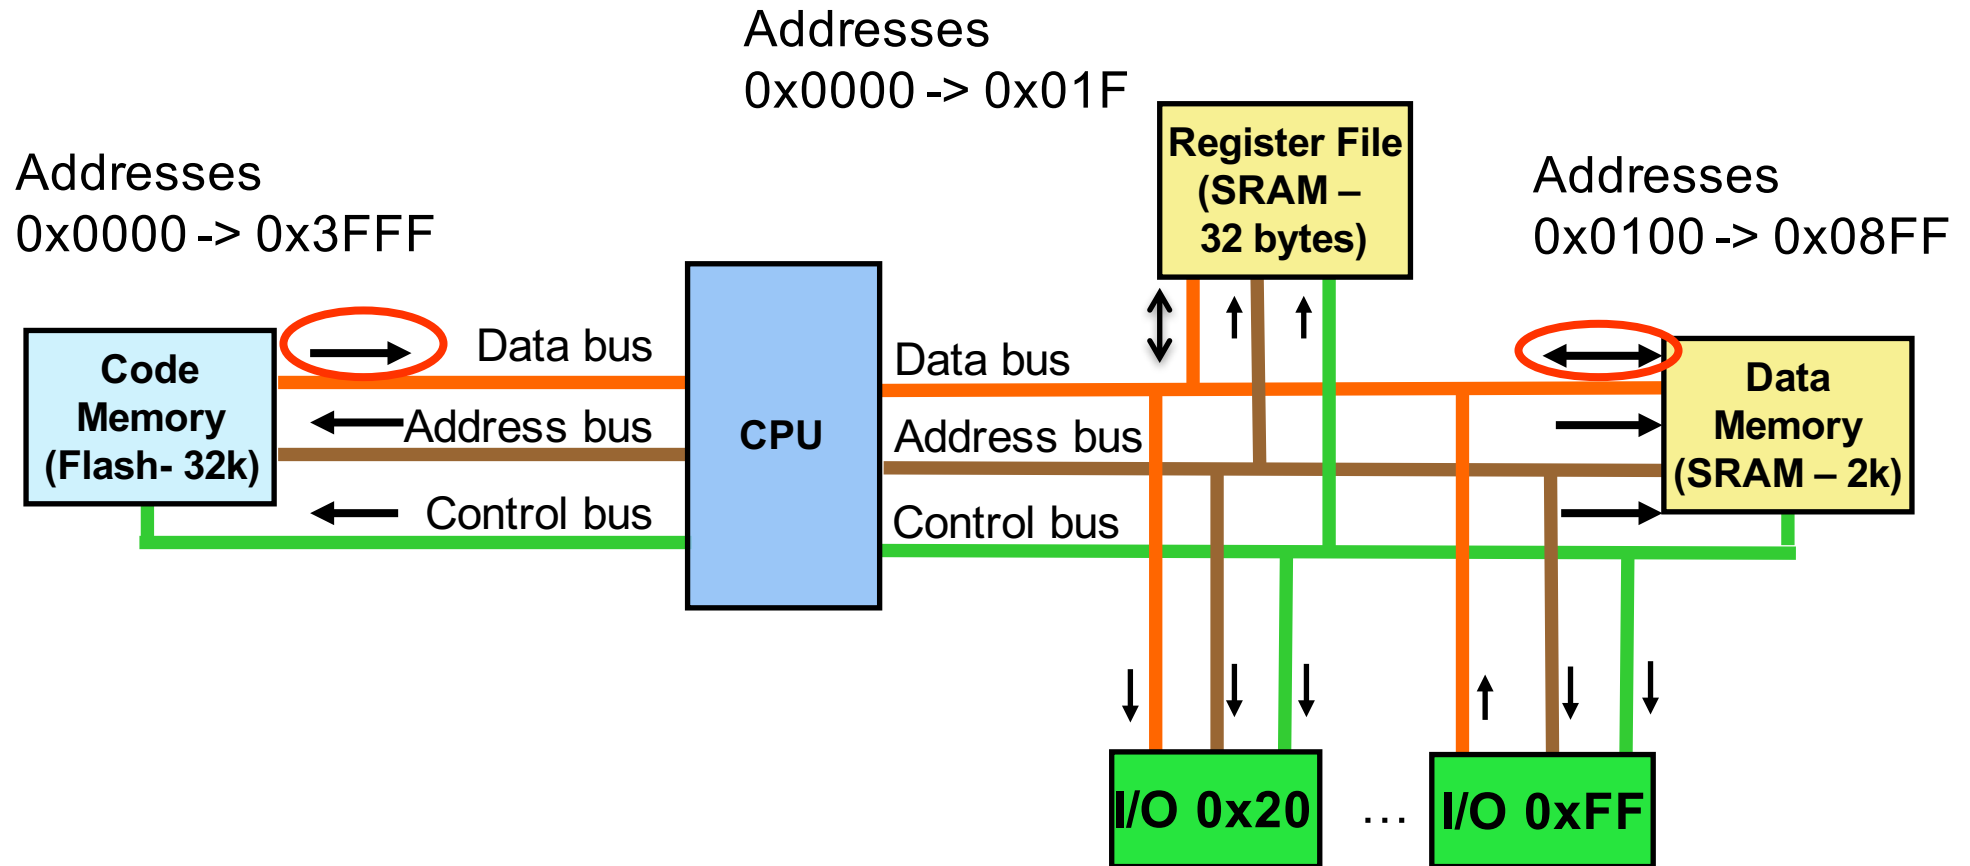 Addresses
0x0000 -> 0x01F
Addresses
0x0000 -> 0x3FFF
Register File
(SRAM –
32 bytes)
Addresses
0x0100 -> 0x08FF
Code
Memory
(Flash- 32k)
Data bus
Address bus
Control bus
CPU
Data bus
Address bus
Control bus
Data
Memory
(SRAM – 2k)
I/O 0x20
...
I/O 0xFF